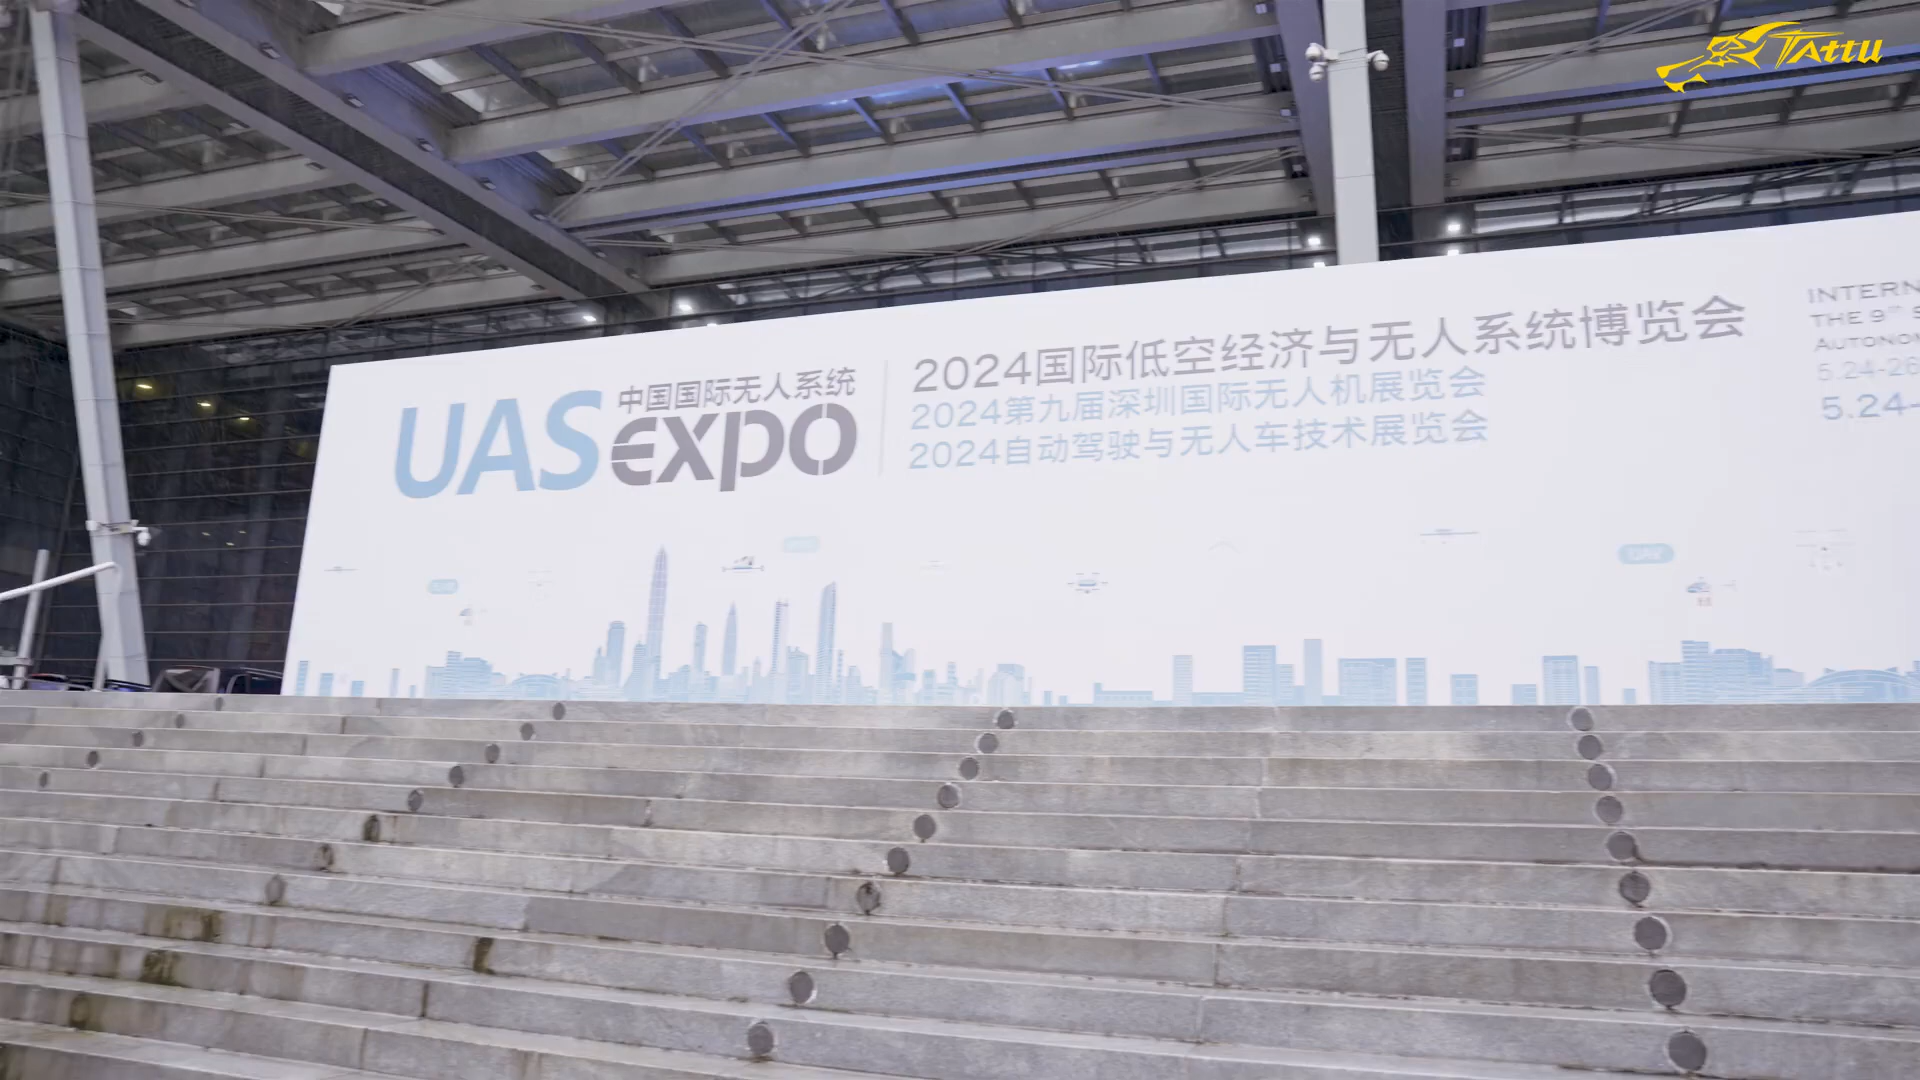 TATTU
中国国际无人系统
UAS EXPO
2024国际低空经济与无人系统博览会
2024第九届深圳国际无人机展览会
2024自动驾驶与无人车技术展览会
INTERN
THE 9TH S
AUTONO
5.24-26
5.24-
UAV